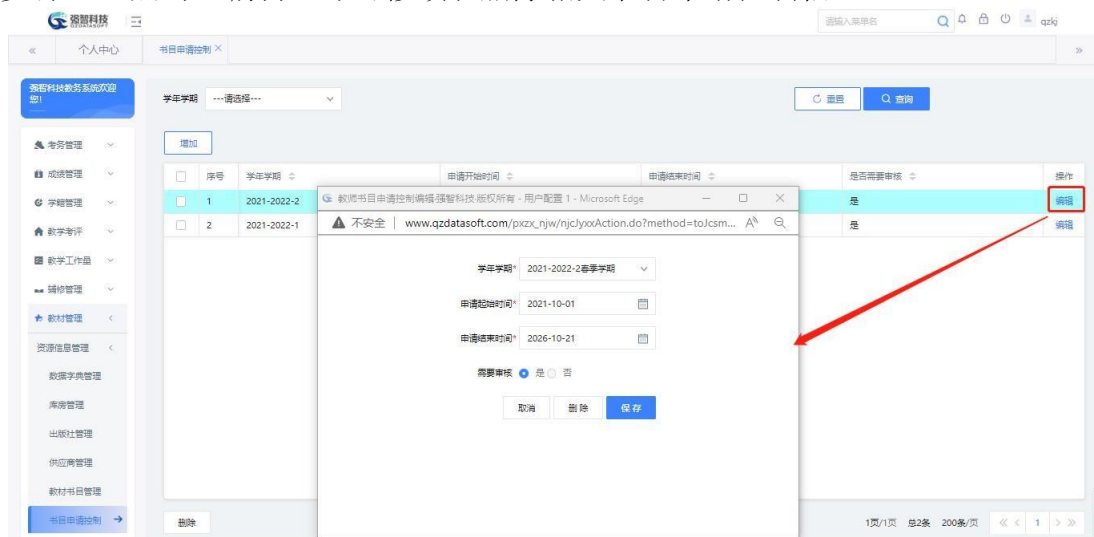 强智科技
请输入菜单名
qzkj
个人中心
书目申请控制
强智科技教务系统欢迎您!
学年学期 ---请选择---
重置 查询
考务管理
成绩管理
学籍管理
教学考评
教学工作量
辅修管理
教材管理
资源信息管理
数据字典管理
库房管理
出版社管理
供应商管理
教材书目管理
书目申请控制
增加
序号 学年学期 申请开始时间 申请结束时间 是否需要审核 操作
1 2021-2022-2 是 编辑
2 2021-2022-1 是 编辑
教师书目申请控制编辑-强智科技-版权所有 - 用户配置 1 - Microsoft Edge
不安全 | www.qzdatasoft.com/pxzx_njw/njcJyxxAction.do?method=toJcsm...
学年学期* 2021-2022-2春季学期
申请起始时间* 2021-10-01
申请结束时间* 2026-10-21
需要审核 是 否
取消 删除 保存
删除
1页/1页 总2条 200条/页 1